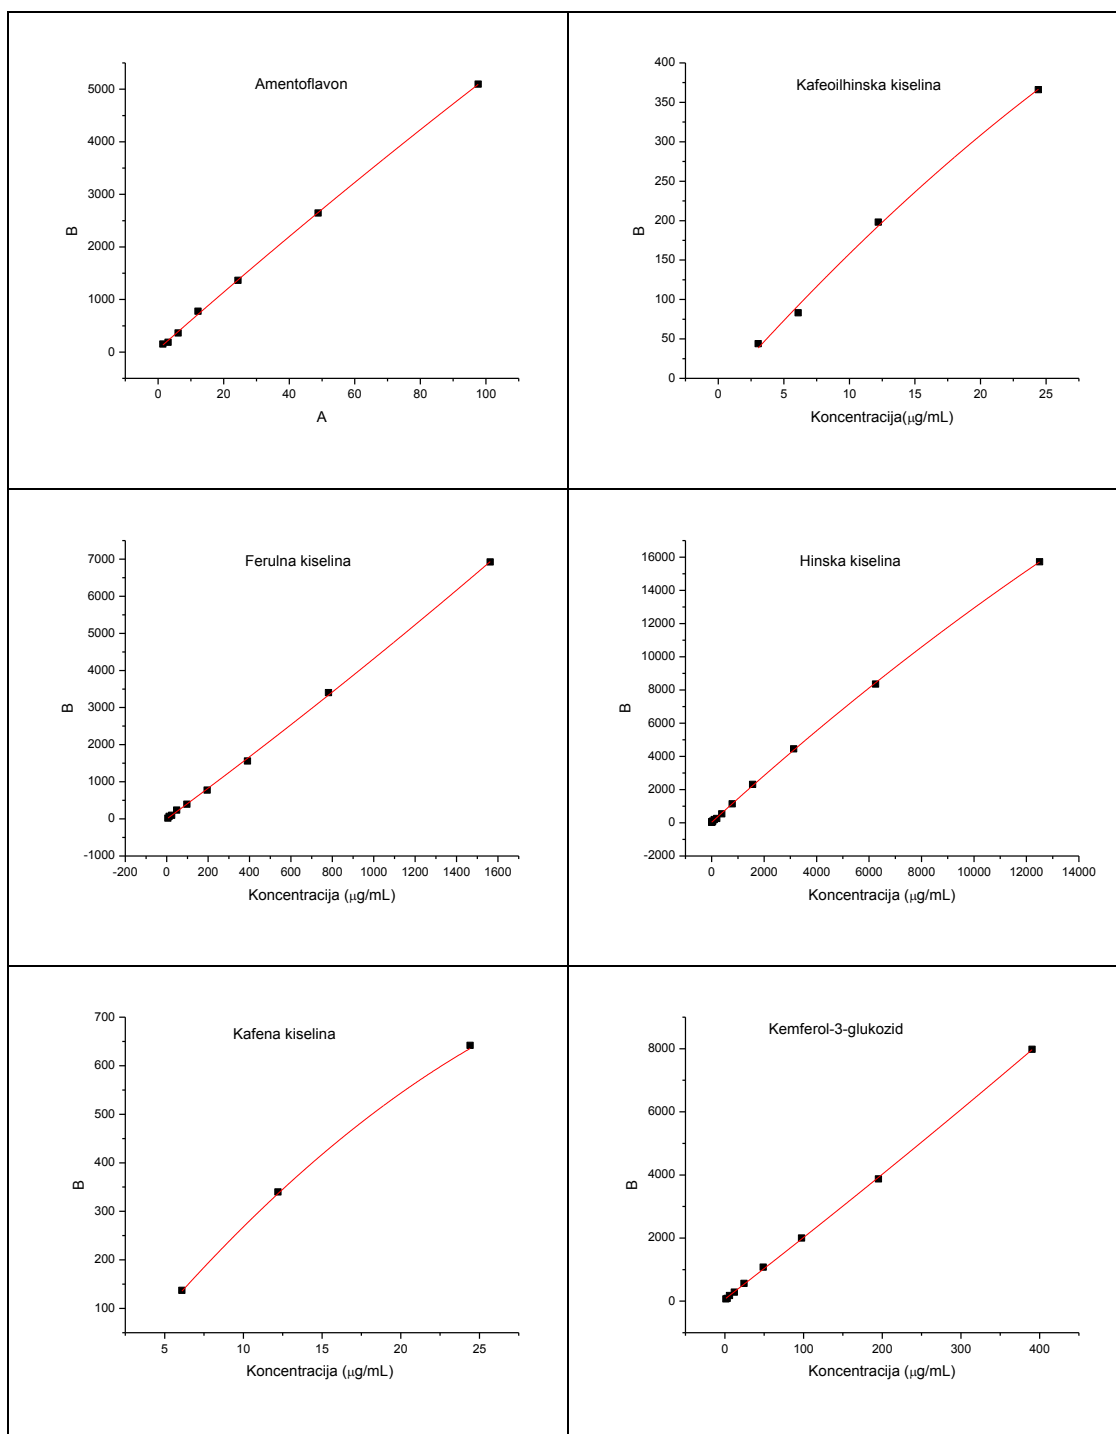 Amentoflavon
5000
4000
3000
2000
1000
0
B
0 20 40 60 80 100
A
Kafeoilhinska kiselina
400
350
300
250
200
150
100
50
0
B
0 5 10 15 20 25
Koncentracija(μg/mL)
Ferulna kiselina
7000
6000
5000
4000
3000
2000
1000
0
-1000
B
-200 0 200 400 600 800 1000 1200 1400 1600
Koncentracija (μg/mL)
Hinska kiselina
16000
14000
12000
10000
8000
6000
4000
2000
0
-2000
B
0 2000 4000 6000 8000 10000 12000 14000
Koncentracija (μg/mL)
Kafena kiselina
700
600
500
400
300
200
100
B
5 10 15 20 25
Koncentracija (μg/mL)
Kemferol-3-glukozid
8000
6000
4000
2000
0
B
0 100 200 300 400
Koncentracija (μg/mL)